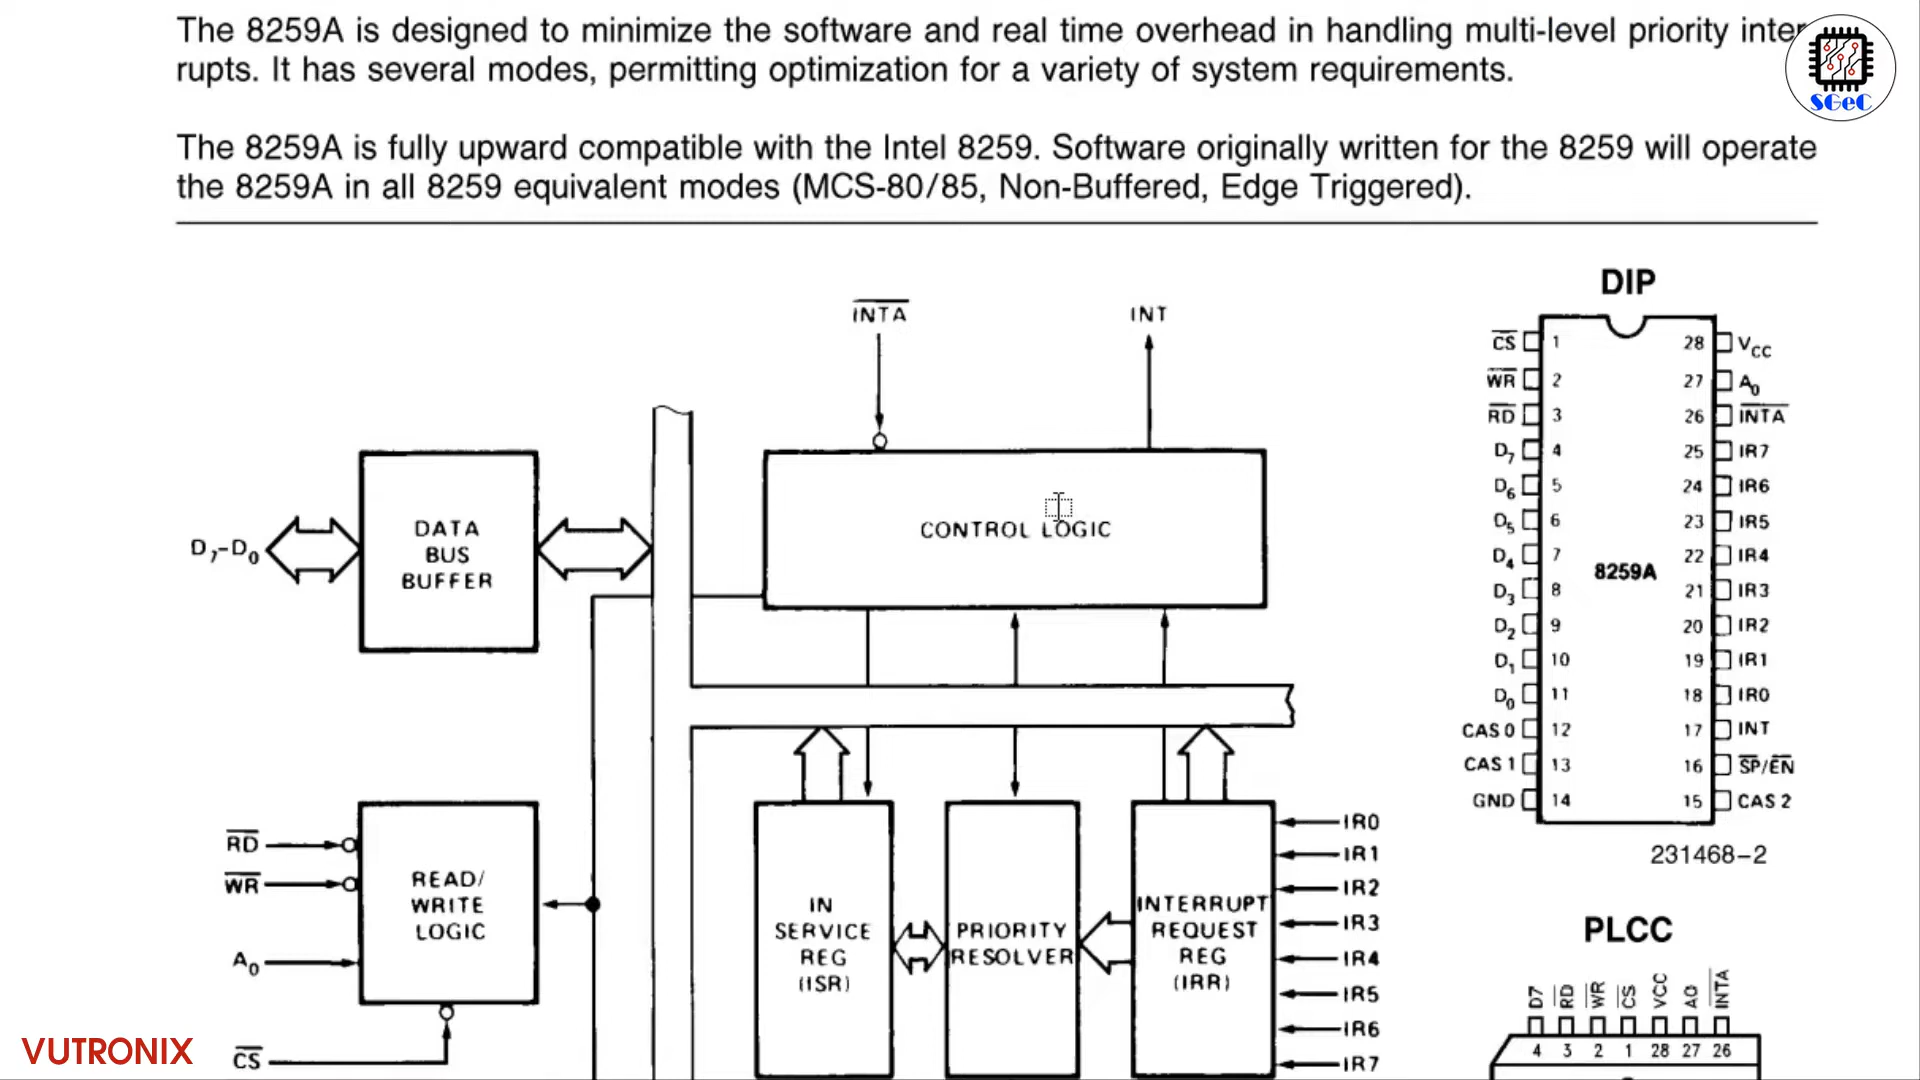 The 8259A is designed to minimize the software and real time overhead in handling multi-level priority inter
rupts. It has several modes, permitting optimization for a variety of system requirements.
The 8259A is fully upward compatible with the Intel 8259. Software originally written for the 8259 will operate
the 8259A in all 8259 equivalent modes (MCS-80/85, Non-Buffered, Edge Triggered).
SGeC
INTA
INT
CONTROL LOGIC
D7-D0
DATA
BUS
BUFFER
RD
WR
A0
CS
READ/
WRITE
LOGIC
IN
SERVICE
REG
(ISR)
PRIORITY
RESOLVER
INTERRUPT
REQUEST
REG
(IRR)
IR0
IR1
IR2
IR3
IR4
IR5
IR6
IR7
DIP
CS 1 28 VCC
WR 2 27 A0
RD 3 26 INTA
D7 4 25 IR7
D6 5 24 IR6
D5 6 23 IR5
D4 7 22 IR4
8259A
D3 8 21 IR3
D2 9 20 IR2
D1 10 19 IR1
D0 11 18 IR0
CAS 0 12 17 INT
CAS 1 13 16 SP/EN
GND 14 15 CAS 2
231468-2
PLCC
D7 RD WR CS VCC A0 INTA
4 3 2 1 28 27 26
VUTRONIX